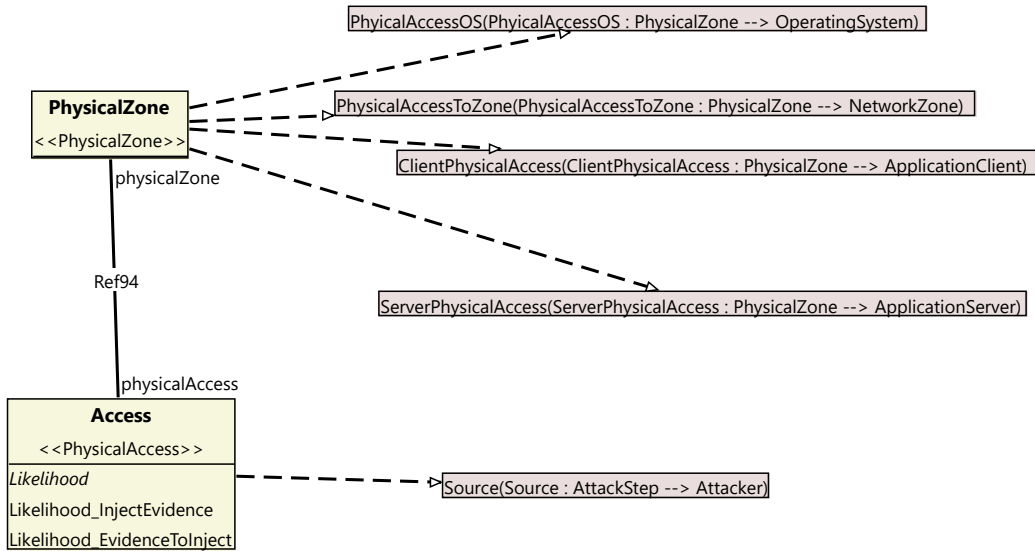 PhyicalAccessOS(PhyicalAccessOS : PhysicalZone --> OperatingSystem)
PhysicalZone
<<PhysicalZone>>
PhysicalAccessToZone(PhysicalAccessToZone : PhysicalZone --> NetworkZone)
ClientPhysicalAccess(ClientPhysicalAccess : PhysicalZone --> ApplicationClient)
physicalZone
Ref94
ServerPhysicalAccess(ServerPhysicalAccess : PhysicalZone --> ApplicationServer)
physicalAccess
Access
<<PhysicalAccess>>
Likelihood
Likelihood_InjectEvidence
Likelihood_EvidenceToInject
Source(Source : AttackStep --> Attacker)